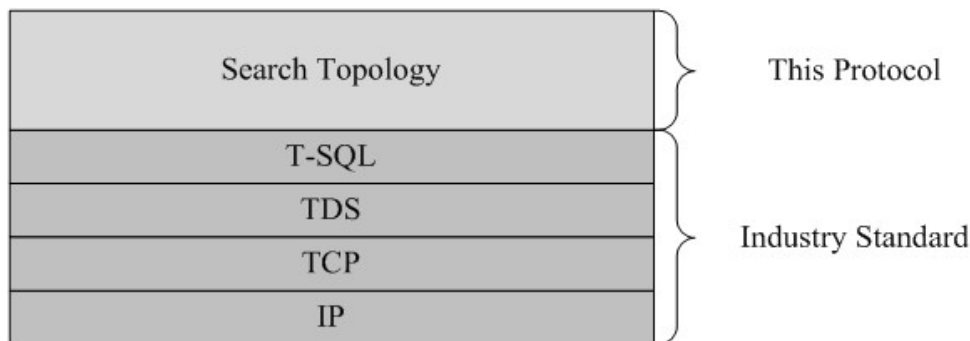 Search Topology
This Protocol
T-SQL
TDS
TCP
IP
Industry Standard